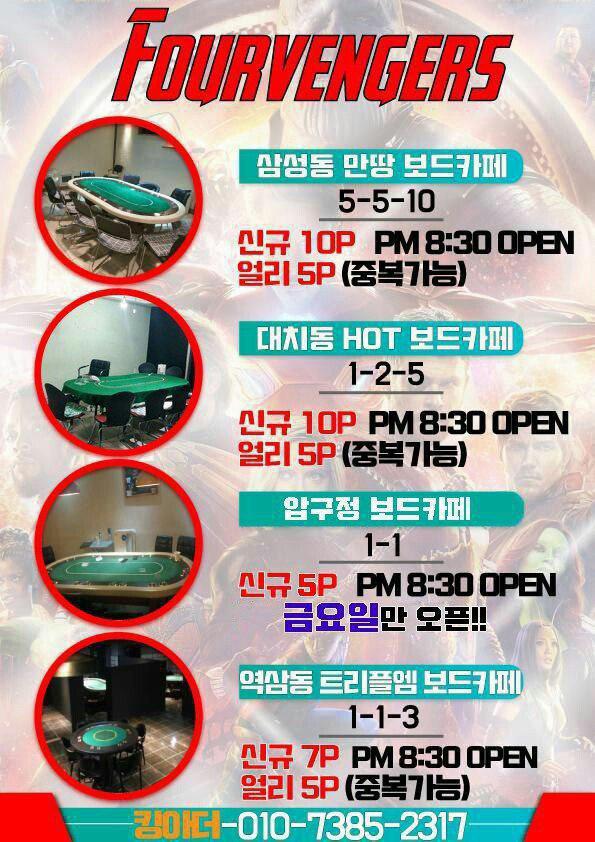 FOURVENGERS
삼성동 만땅 보드카페
5-5-10
신규 10P PM 8:30 OPEN
얼리 5P (중복가능)
대치동 HOT 보드카페
1-2-5
신규 10P PM 8:30 OPEN
얼리 5P (중복가능)
압구정 보드카페
1-1
신규 5P PM 8:30 OPEN
금요일만 오픈!!
역삼동 트리플엠 보드카페
1-1-3
신규 7P PM 8:30 OPEN
얼리 5P (중복가능)
킹아더-010-7385-2317